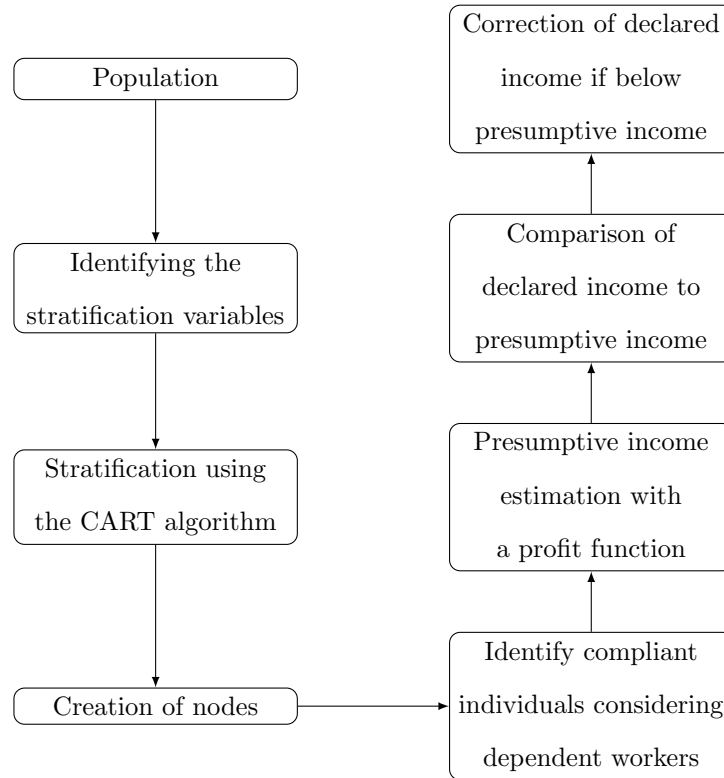 Population
Identifying the
stratification variables
Stratification using
the CART algorithm
Creation of nodes
Identify compliant
individuals considering
dependent workers
Presumptive income
estimation with
a profit function
Comparison of
declared income to
presumptive income
Correction of declared
income if below
presumptive income